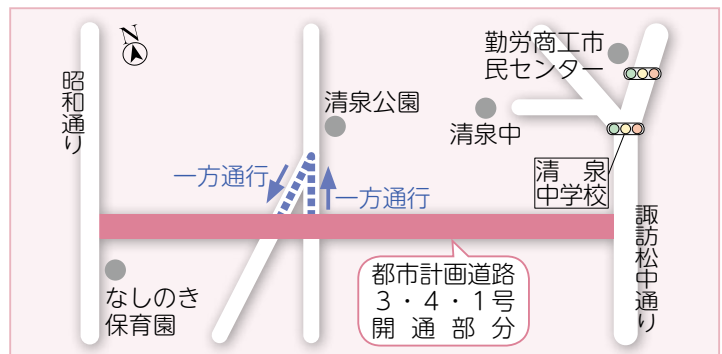 N
昭和通り
勤労商工市
民センター
清泉公園
清泉中
一方通行
一方通行
清泉
中学校
諏訪松中通り
なしのき
保育園
都市計画道路
３・４・１号
開通部分